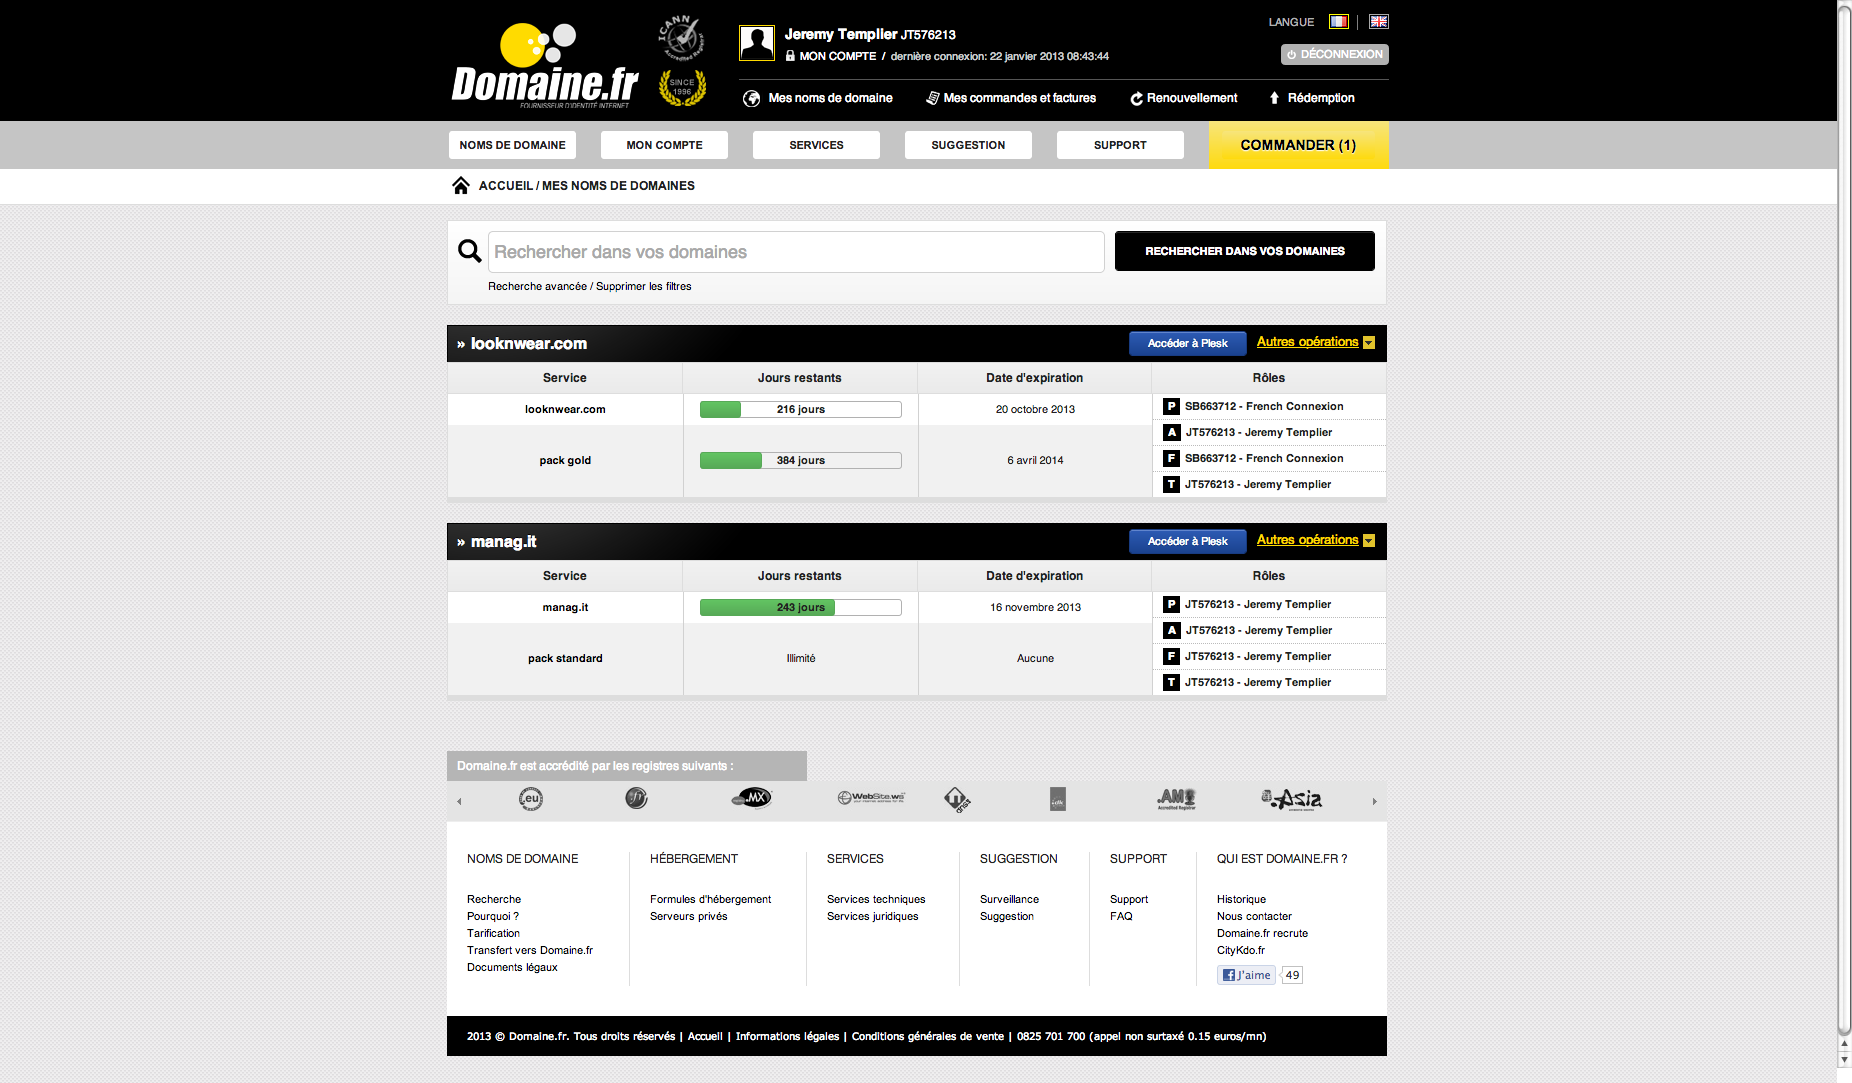 Domaine.fr
FOURNISSEUR D'IDENTITÉ INTERNET
ICANN
Accredited Registrar
SINCE
1996
Jeremy Templier JT576213
MON COMPTE / dernière connexion: 22 janvier 2013 08:43:44
LANGUE
DÉCONNEXION
Mes noms de domaine
Mes commandes et factures
Renouvellement
Rédemption
NOMS DE DOMAINE
MON COMPTE
SERVICES
SUGGESTION
SUPPORT
COMMANDER (1)
ACCUEIL / MES NOMS DE DOMAINES
Rechercher dans vos domaines
RECHERCHER DANS VOS DOMAINES
Recherche avancée / Supprimer les filtres
» looknwear.com
Accéder à Plesk
Autres opérations
Service
Jours restants
Date d'expiration
Rôles
looknwear.com
216 jours
20 octobre 2013
P SB663712 - French Connexion
A JT576213 - Jeremy Templier
pack gold
384 jours
6 avril 2014
F SB663712 - French Connexion
T JT576213 - Jeremy Templier
» manag.it
Accéder à Plesk
Autres opérations
Service
Jours restants
Date d'expiration
Rôles
manag.it
243 jours
16 novembre 2013
P JT576213 - Jeremy Templier
A JT576213 - Jeremy Templier
pack standard
Illimité
Aucune
F JT576213 - Jeremy Templier
T JT576213 - Jeremy Templier
Domaine.fr est accrédité par les registres suivants :
.eu
.fr
.MX
WebSite.ws
.AM
Accredited Registrar
.Asia
NOMS DE DOMAINE
Recherche
Pourquoi ?
Tarification
Transfert vers Domaine.fr
Documents légaux
HÉBERGEMENT
Formules d'hébergement
Serveurs privés
SERVICES
Services techniques
Services juridiques
SUGGESTION
Surveillance
Suggestion
SUPPORT
Support
FAQ
QUI EST DOMAINE.FR ?
Historique
Nous contacter
Domaine.fr recrute
CityKdo.fr
J'aime
49
2013 © Domaine.fr. Tous droits réservés | Accueil | Informations légales | Conditions générales de vente | 0825 701 700 (appel non surtaxé 0.15 euros/mn)